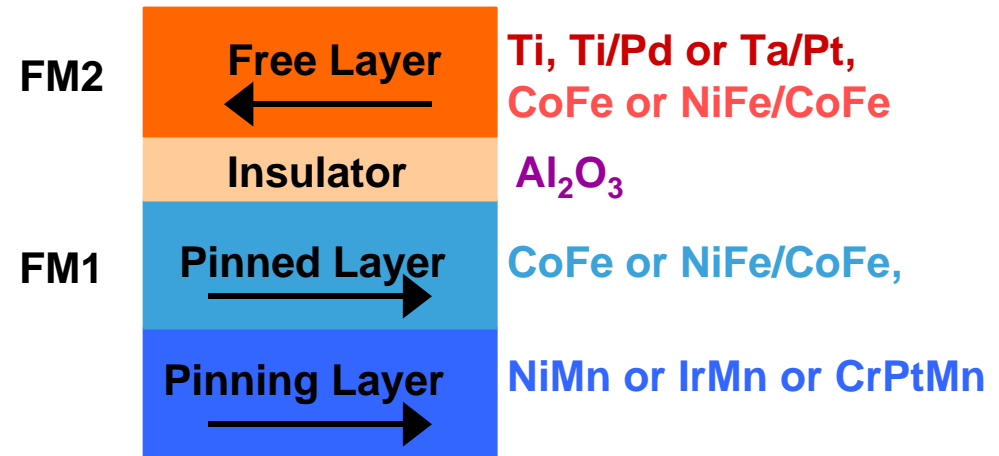 FM2
Free Layer
Ti, Ti/Pd or Ta/Pt,
CoFe or NiFe/CoFe
Insulator
Al₂O₃
FM1
Pinned Layer
CoFe or NiFe/CoFe,
Pinning Layer
NiMn or IrMn or CrPtMn